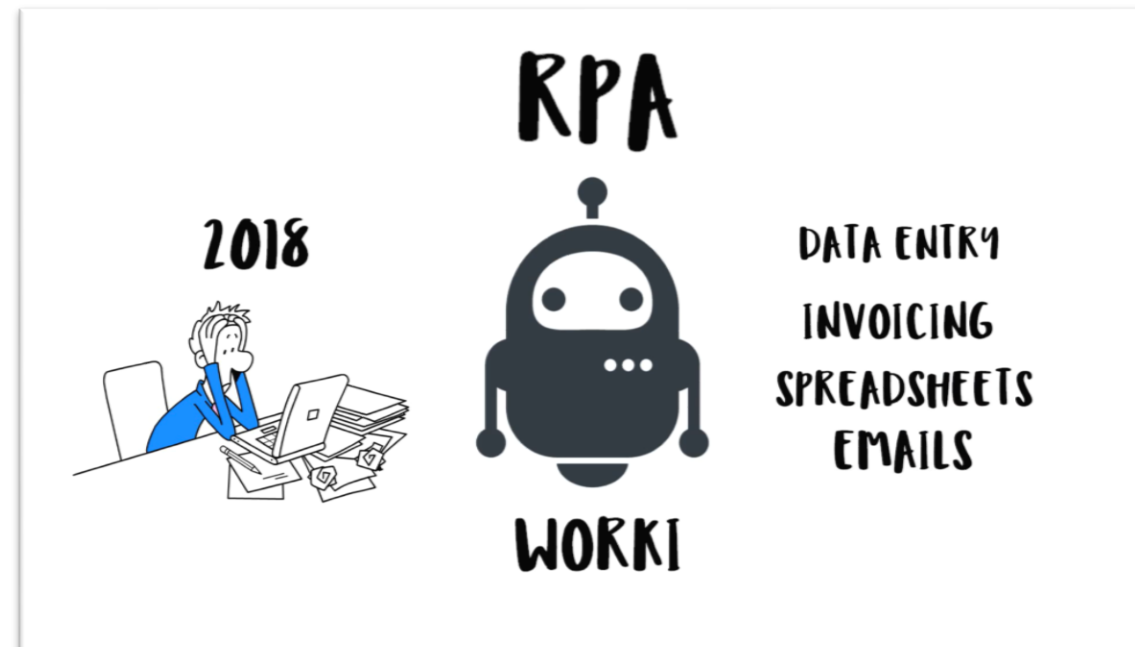 RPA
2018
DATA ENTRY
INVOICING
SPREADSHEETS
EMAILS
WORKI